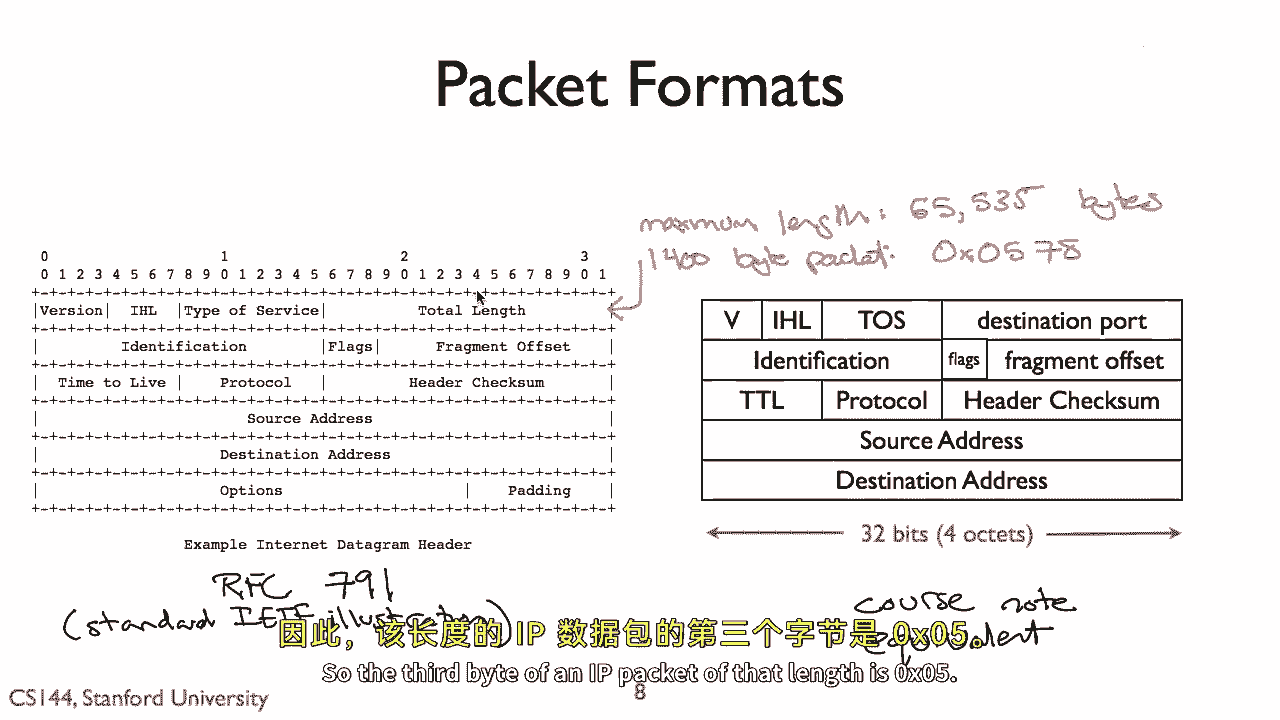 Packet Formats
maximum length: 65,535 bytes
1400 byte packet: 0x0578
0 1 2 3
0 1 2 3 4 5 6 7 8 9 0 1 2 3 4 5 6 7 8 9 0 1 2 3 4 5 6 7 8 9 0 1
+-+-+-+-+-+-+-+-+-+-+-+-+-+-+-+-+-+-+-+-+-+-+-+-+-+-+-+-+-+-+-+-+
|Version| IHL |Type of Service| Total Length |
+-+-+-+-+-+-+-+-+-+-+-+-+-+-+-+-+-+-+-+-+-+-+-+-+-+-+-+-+-+-+-+-+
| Identification |Flags| Fragment Offset |
+-+-+-+-+-+-+-+-+-+-+-+-+-+-+-+-+-+-+-+-+-+-+-+-+-+-+-+-+-+-+-+-+
| Time to Live | Protocol | Header Checksum |
+-+-+-+-+-+-+-+-+-+-+-+-+-+-+-+-+-+-+-+-+-+-+-+-+-+-+-+-+-+-+-+-+
| Source Address |
+-+-+-+-+-+-+-+-+-+-+-+-+-+-+-+-+-+-+-+-+-+-+-+-+-+-+-+-+-+-+-+-+
| Destination Address |
+-+-+-+-+-+-+-+-+-+-+-+-+-+-+-+-+-+-+-+-+-+-+-+-+-+-+-+-+-+-+-+-+
| Options | Padding |
+-+-+-+-+-+-+-+-+-+-+-+-+-+-+-+-+-+-+-+-+-+-+-+-+-+-+-+-+-+-+-+-+
Example Internet Datagram Header
RFC 791
(standard IETF illustration)
V IHL TOS destination port
Identification flags fragment offset
TTL Protocol Header Checksum
Source Address
Destination Address
32 bits (4 octets)
course note
equivalent
因此，该长度的 IP 数据包的第三个字节是 0x05。
So the third byte of an IP packet of that length is 0x05.
CS144, Stanford University
8